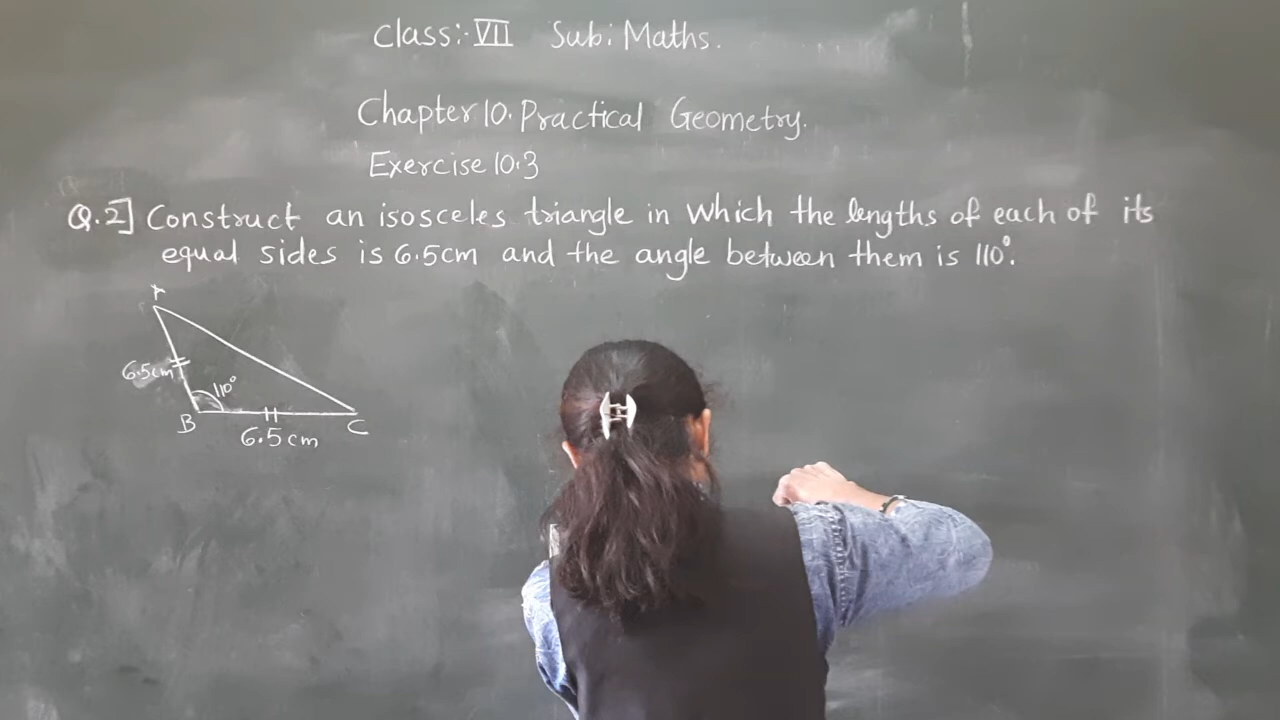 Class:- VII Sub: Maths.
Chapter 10. Practical Geometry.
Exercise 10.3
Q.2] Construct an isosceles triangle in which the lengths of each of its
equal sides is 6.5cm and the angle between them is 110°.
6.5cm
110°
B
C
6.5cm